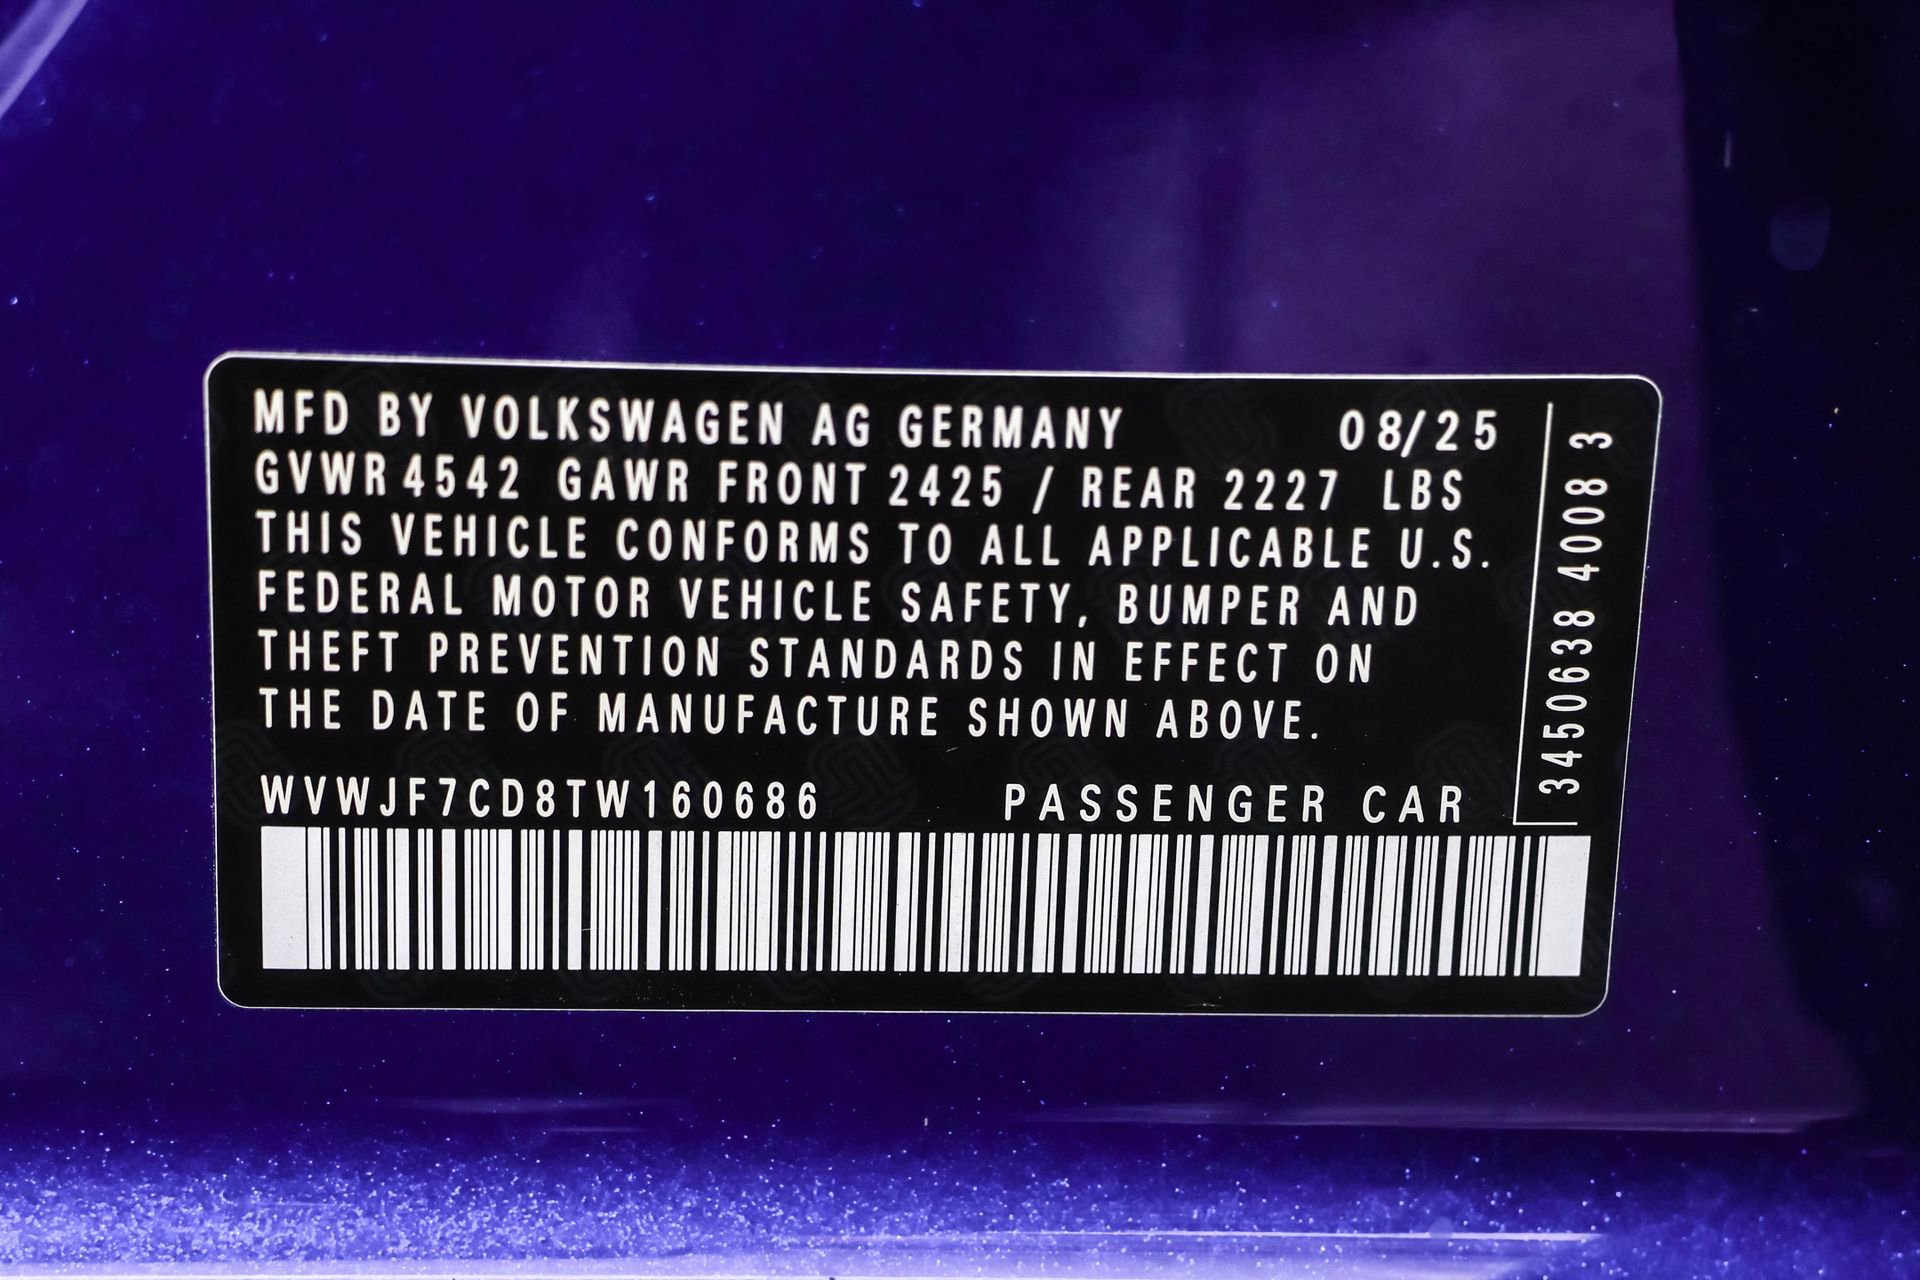 MFD BY VOLKSWAGEN AG GERMANY 08/25
GVWR 4542 GAWR FRONT 2425 / REAR 2227 LBS
THIS VEHICLE CONFORMS TO ALL APPLICABLE U.S.
FEDERAL MOTOR VEHICLE SAFETY, BUMPER AND
THEFT PREVENTION STANDARDS IN EFFECT ON
THE DATE OF MANUFACTURE SHOWN ABOVE.
WVWJF7CD8TW160686 PASSENGER CAR
3450638 4008 3